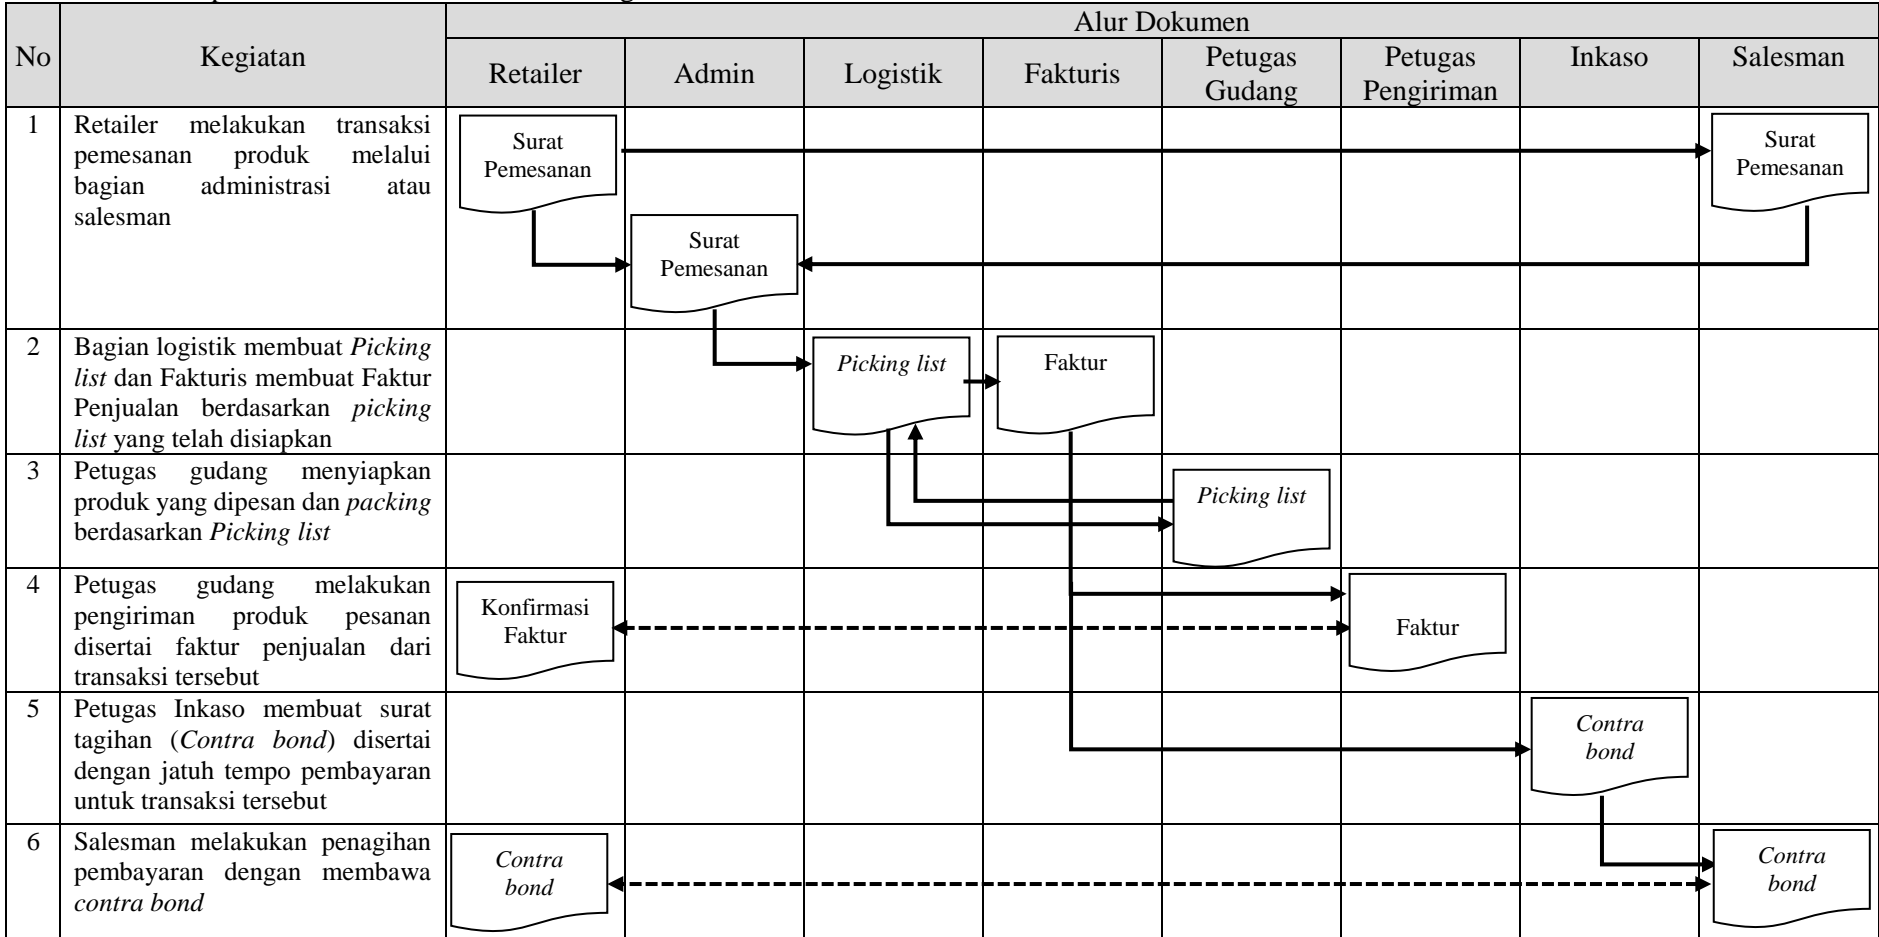 Alur Dokumen
No
Kegiatan
Retailer
Admin
Logistik
Fakturis
Petugas
Gudang
Petugas
Pengiriman
Inkaso
Salesman
1
Retailer melakukan transaksi
pemesanan produk melalui
bagian administrasi atau
salesman
Surat
Pemesanan
Surat
Pemesanan
Surat
Pemesanan
2
Bagian logistik membuat Picking
list dan Fakturis membuat Faktur
Penjualan berdasarkan picking
list yang telah disiapkan
Picking list
Faktur
3
Petugas gudang menyiapkan
produk yang dipesan dan packing
berdasarkan Picking list
Picking list
4
Petugas gudang melakukan
pengiriman produk pesanan
disertai faktur penjualan dari
transaksi tersebut
Konfirmasi
Faktur
Faktur
5
Petugas Inkaso membuat surat
tagihan (Contra bond) disertai
dengan jatuh tempo pembayaran
untuk transaksi tersebut
Contra
bond
6
Salesman melakukan penagihan
pembayaran dengan membawa
contra bond
Contra
bond
Contra
bond